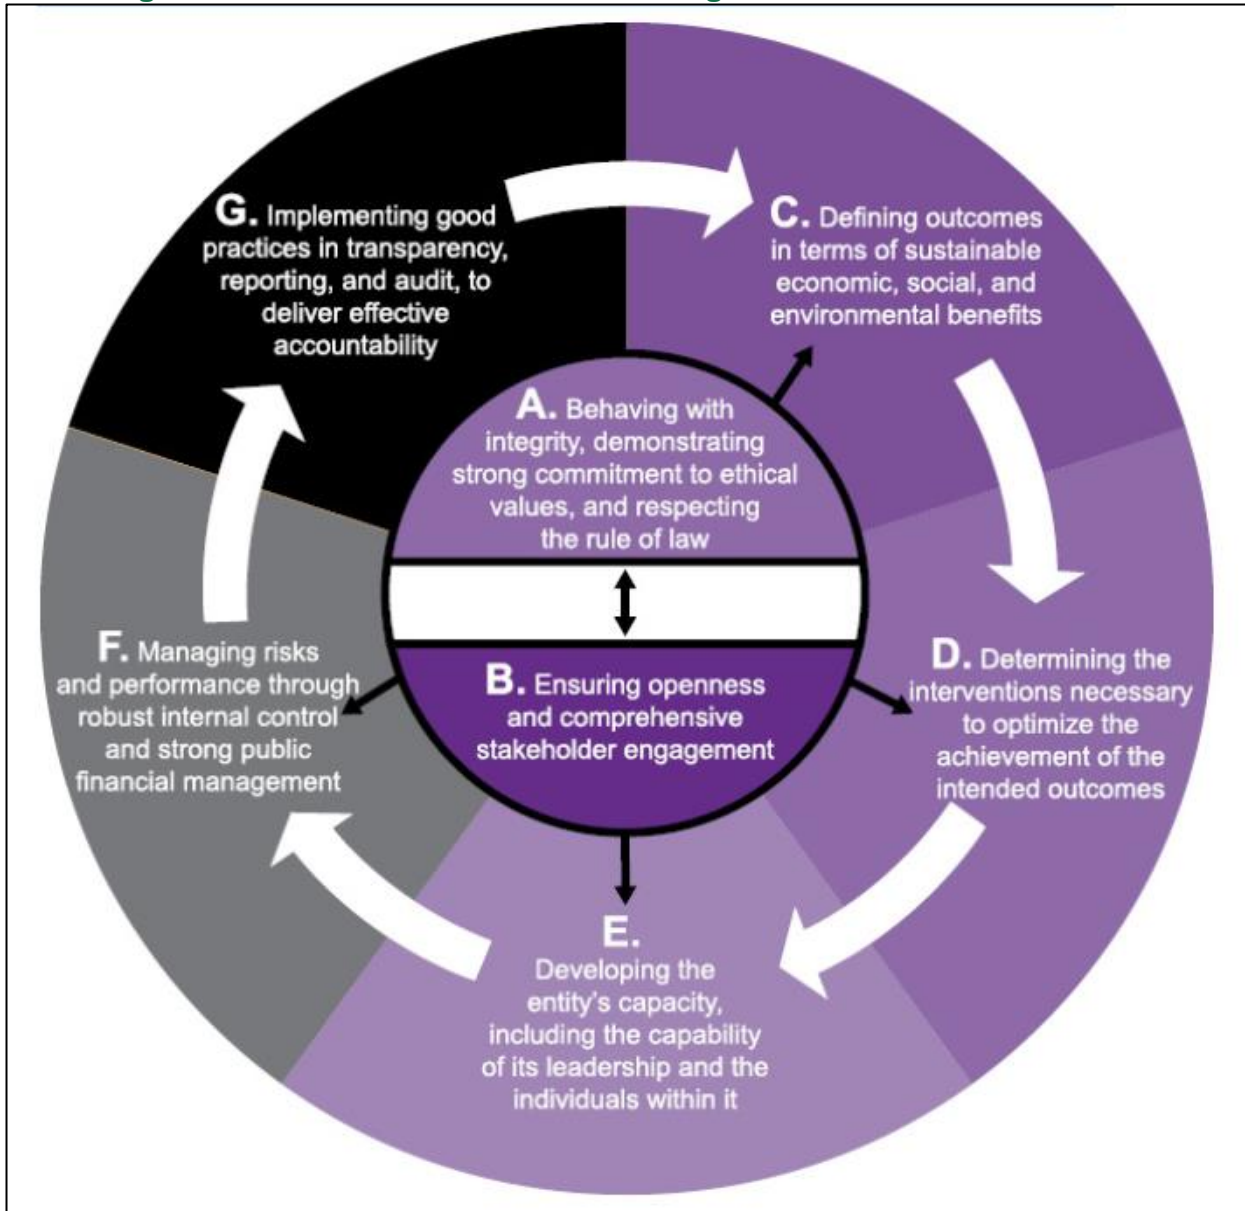 A. Behaving with
integrity, demonstrating
strong commitment to ethical
values, and respecting
the rule of law
B. Ensuring openness
and comprehensive
stakeholder engagement
C. Defining outcomes
in terms of sustainable
economic, social, and
environmental benefits
D. Determining the
interventions necessary
to optimize the
achievement of the
intended outcomes
E.
Developing the
entity's capacity,
including the capability
of its leadership and the
individuals within it
F. Managing risks
and performance through
robust internal control
and strong public
financial management
G. Implementing good
practices in transparency,
reporting, and audit, to
deliver effective
accountability